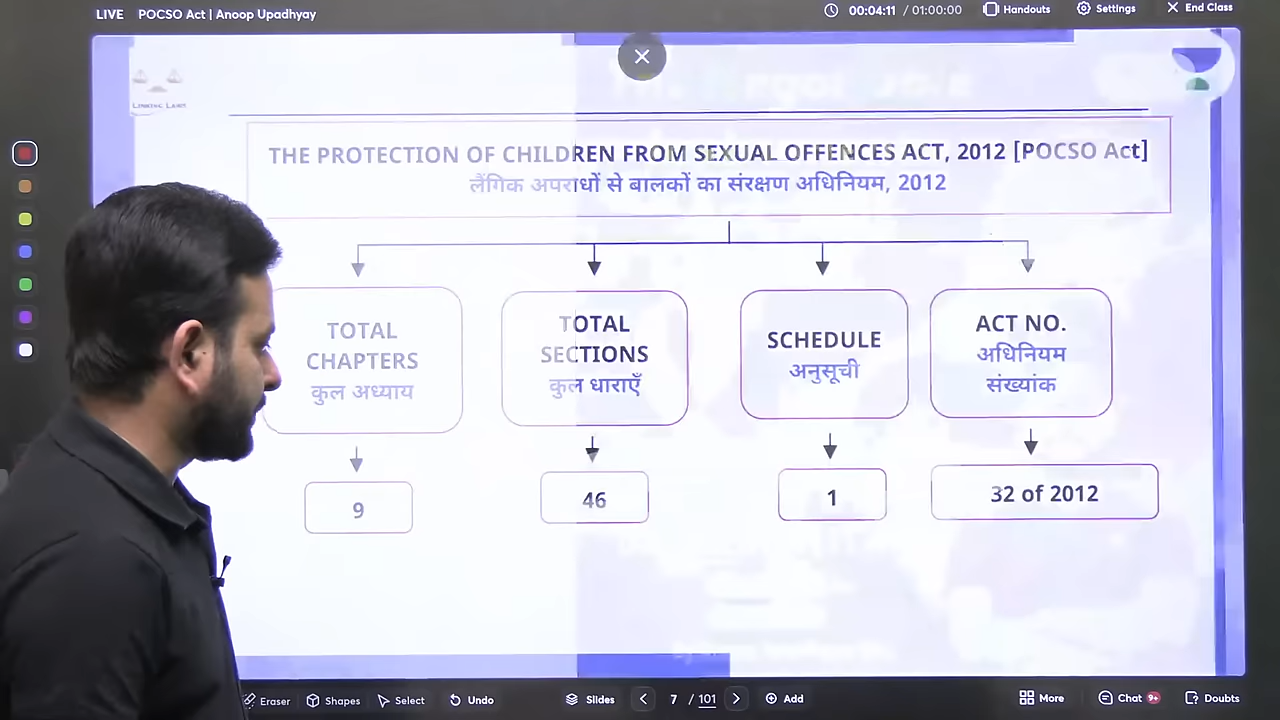 LIVE POCSO Act | Anoop Upadhyay
00:04:11 / 01:00:00
Handouts
Settings
End Class
LINKING LAWS
THE PROTECTION OF CHILDREN FROM SEXUAL OFFENCES ACT, 2012 [POCSO Act]
लैंगिक अपराधों से बालकों का संरक्षण अधिनियम, 2012
TOTAL
CHAPTERS
कुल अध्याय
9
TOTAL
SECTIONS
कुल धाराएँ
46
SCHEDULE
अनुसूची
1
ACT NO.
अधिनियम
संख्यांक
32 of 2012
Eraser
Shapes
Select
Undo
Slides
7 / 101
Add
More
Chat 9+
Doubts